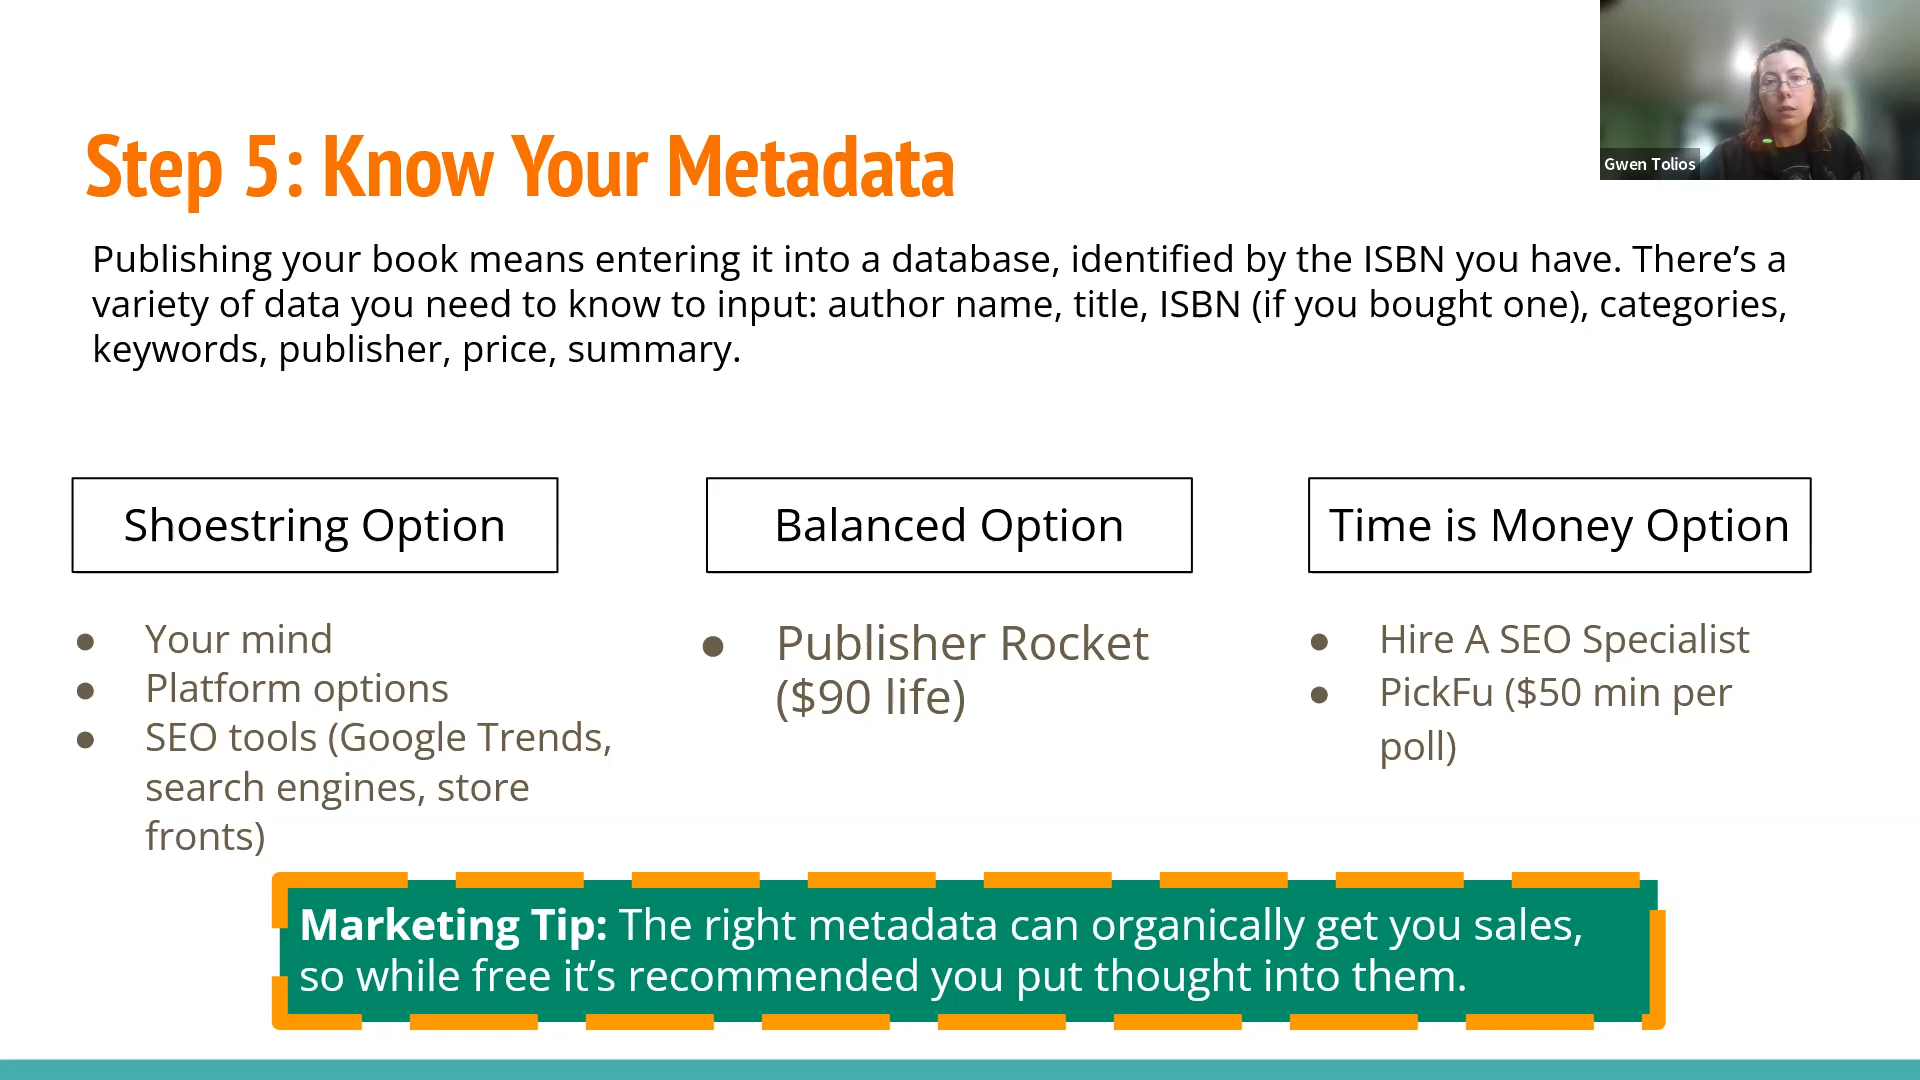 Gwen Tolios
Step 5: Know Your Metadata
Publishing your book means entering it into a database, identified by the ISBN you have. There’s a
variety of data you need to know to input: author name, title, ISBN (if you bought one), categories,
keywords, publisher, price, summary.
Shoestring Option
● Your mind
● Platform options
● SEO tools (Google Trends,
search engines, store
fronts)
Balanced Option
● Publisher Rocket
($90 life)
Time is Money Option
● Hire A SEO Specialist
● PickFu ($50 min per
poll)
Marketing Tip: The right metadata can organically get you sales,
so while free it’s recommended you put thought into them.